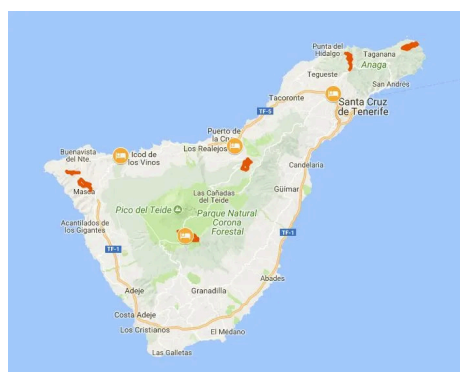 Punta del
Hidalgo
Taganana
Anaga
Tegueste
San Andrés
Tacoronte
Santa Cruz
de Tenerife
TF-5
Puerto de
la Cru
Los Realejos
Buenavista
del Nte.
Icod de
los Vinos
Candelaria
Masca
Las Cañadas
del Teide
Güímar
Pico del Teide
Parque Natural
Corona
Forestal
Acantilados de
los Gigantes
TF-1
TF-1
Abades
Adeje
Granadilla
Costa Adeje
Los Cristianos
El Médano
Las Galletas